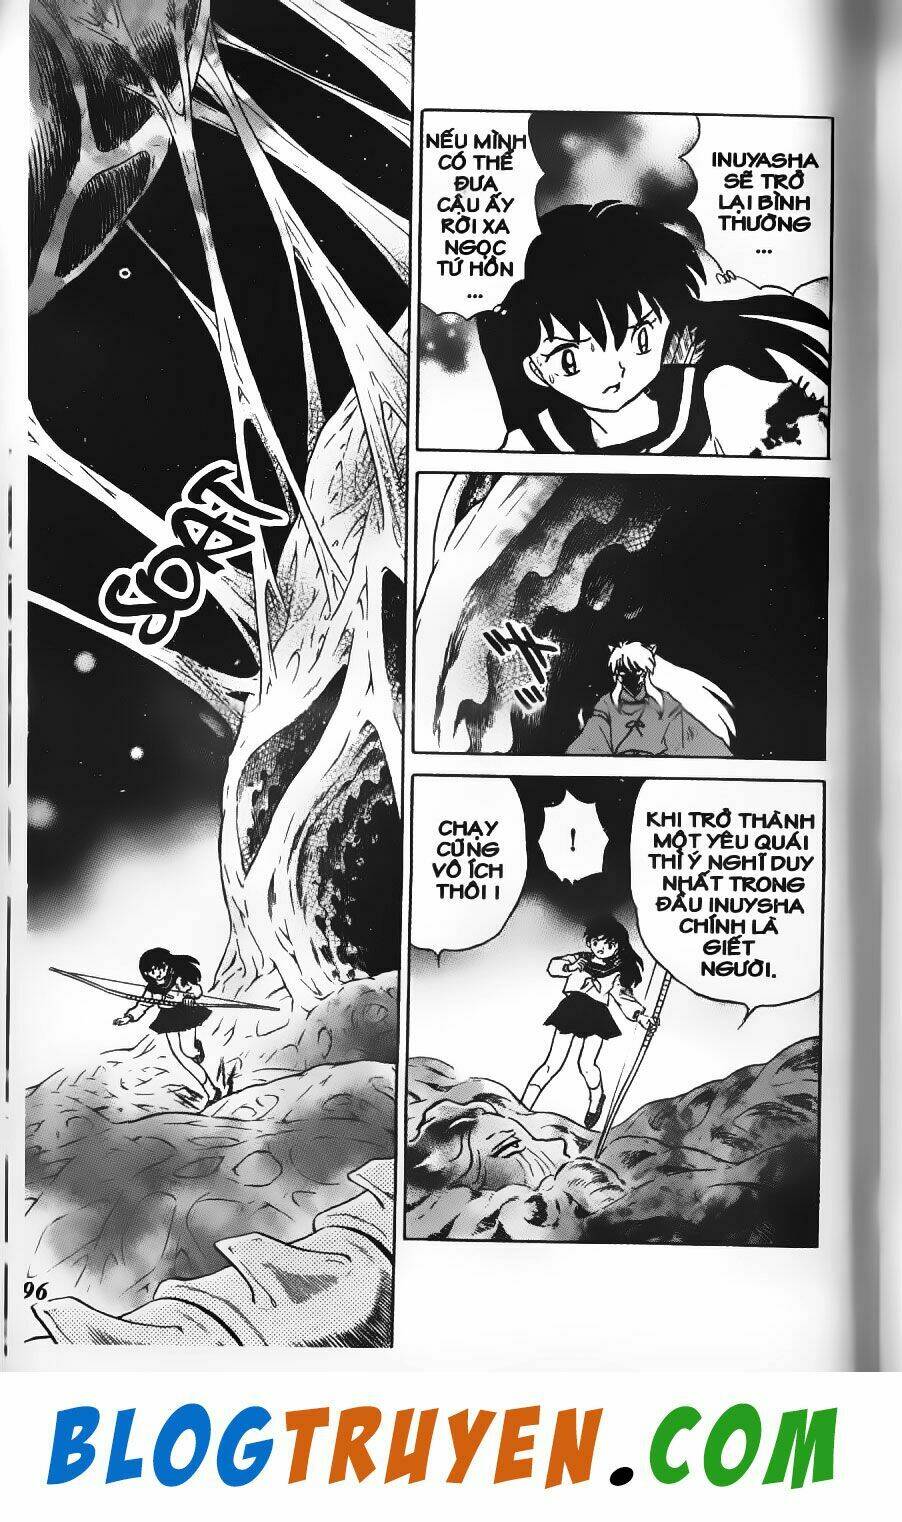 INUYASHA
SẼ TRỞ
LẠI BÌNH
THƯỜNG
...
NẾU MÌNH
CÓ THỂ
ĐƯA
CẬU ẤY
RỜI XA
NGỌC
TỨ HỒN
...
KHI TRỞ THÀNH
MỘT YÊU QUÁI
THÌ Ý NGHĨ DUY
NHẤT TRONG
ĐẦU INUYSHA
CHÍNH LÀ
GIẾT
NGƯỜI.
!
CHẠY
CŨNG
VÔ ÍCH
THÔI !
SOẠT
96
BLOGTRUYEN.COM